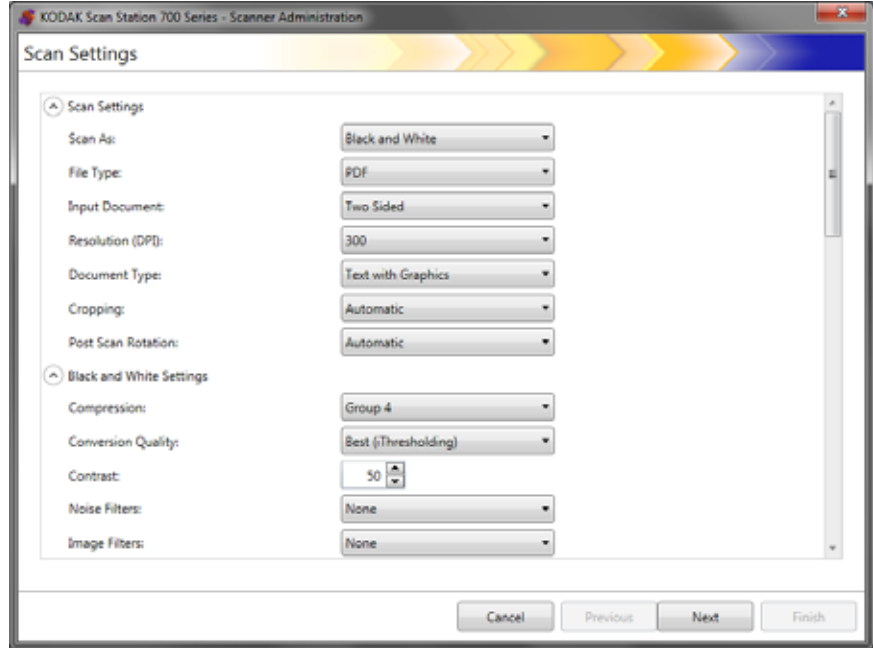 KODAK Scan Station 700 Series - Scanner Administration
Scan Settings
Scan Settings
Scan As: Black and White
File Type: PDF
Input Document: Two Sided
Resolution (DPI): 300
Document Type: Text with Graphics
Cropping: Automatic
Post Scan Rotation: Automatic
Black and White Settings
Compression: Group 4
Conversion Quality: Best (iThresholding)
Contrast: 50
Noise Filters: None
Image Filters: None
Cancel Previous Next Finish